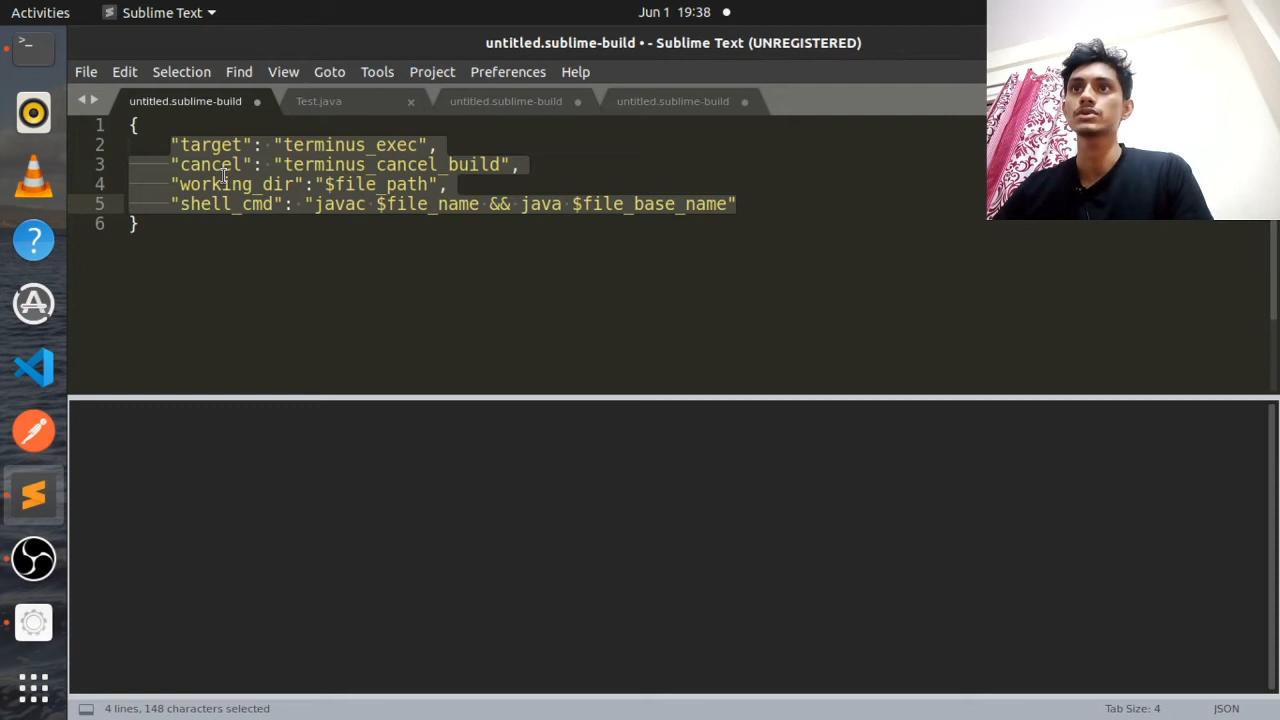 Activities
Sublime Text
Jun 1 19:38
untitled.sublime-build • - Sublime Text (UNREGISTERED)
File Edit Selection Find View Goto Tools Project Preferences Help
untitled.sublime-build Test.java untitled.sublime-build untitled.sublime-build
1 {
2 "target": "terminus_exec",
3 "cancel": "terminus_cancel_build",
4 "working_dir":"$file_path",
5 "shell_cmd": "javac $file_name && java $file_base_name"
6 }
4 lines, 148 characters selected
Tab Size: 4
JSON